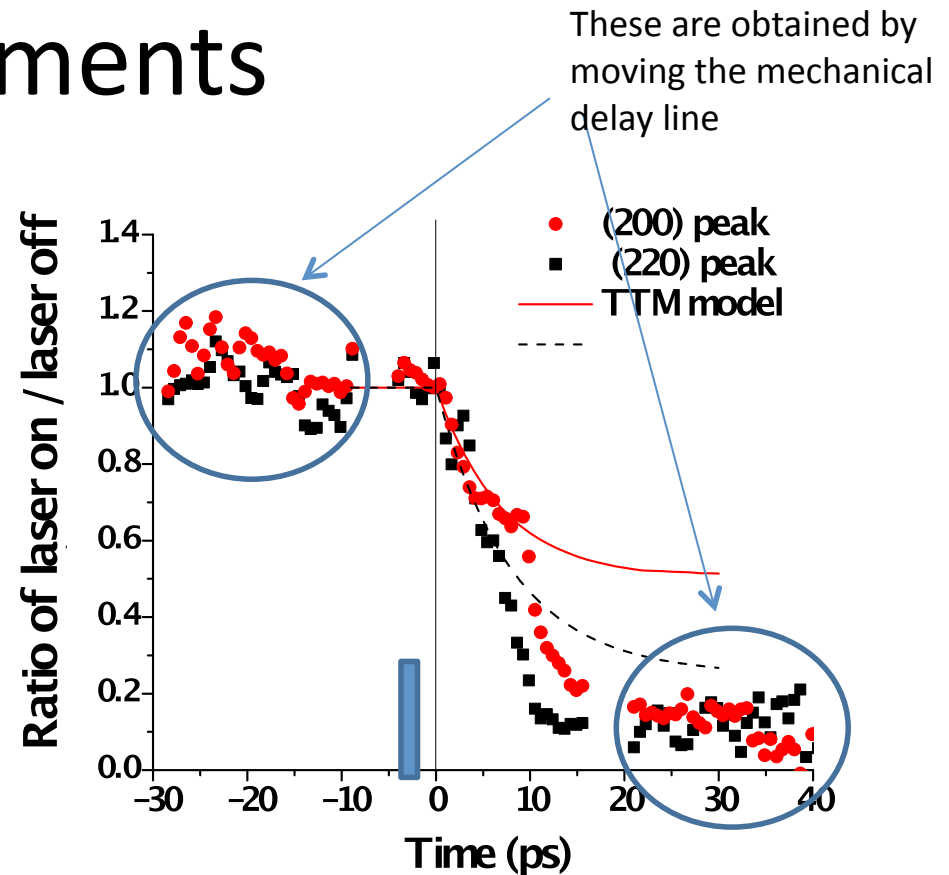 ments
These are obtained by
moving the mechanical
delay line
Ratio of laser on / laser off
1.4
1.2
1.0
0.8
0.6
0.4
0.2
0.0
(200) peak
(220) peak
TTM model
-30 -20 -10 0 10 20 30 40
Time (ps)